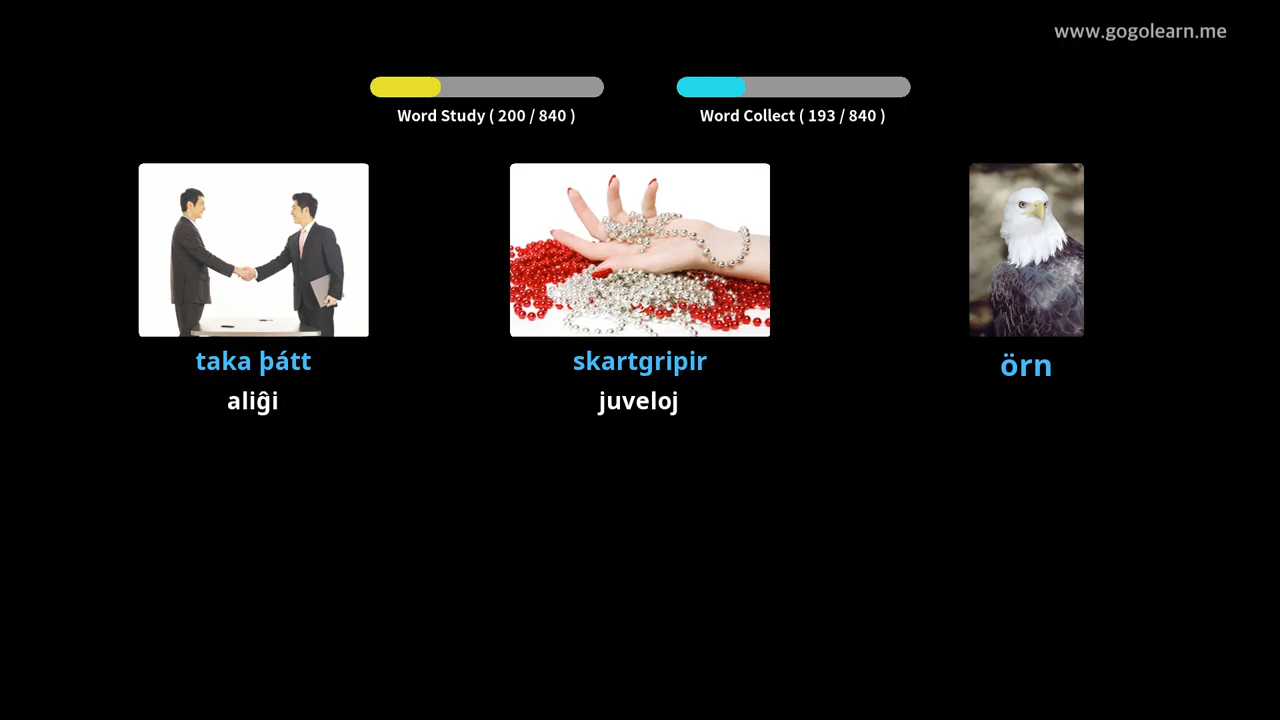 www.gogolearn.me
Word Study ( 200 / 840 )
Word Collect ( 193 / 840 )
taka þátt
aliĝi
skartgripir
juveloj
örn